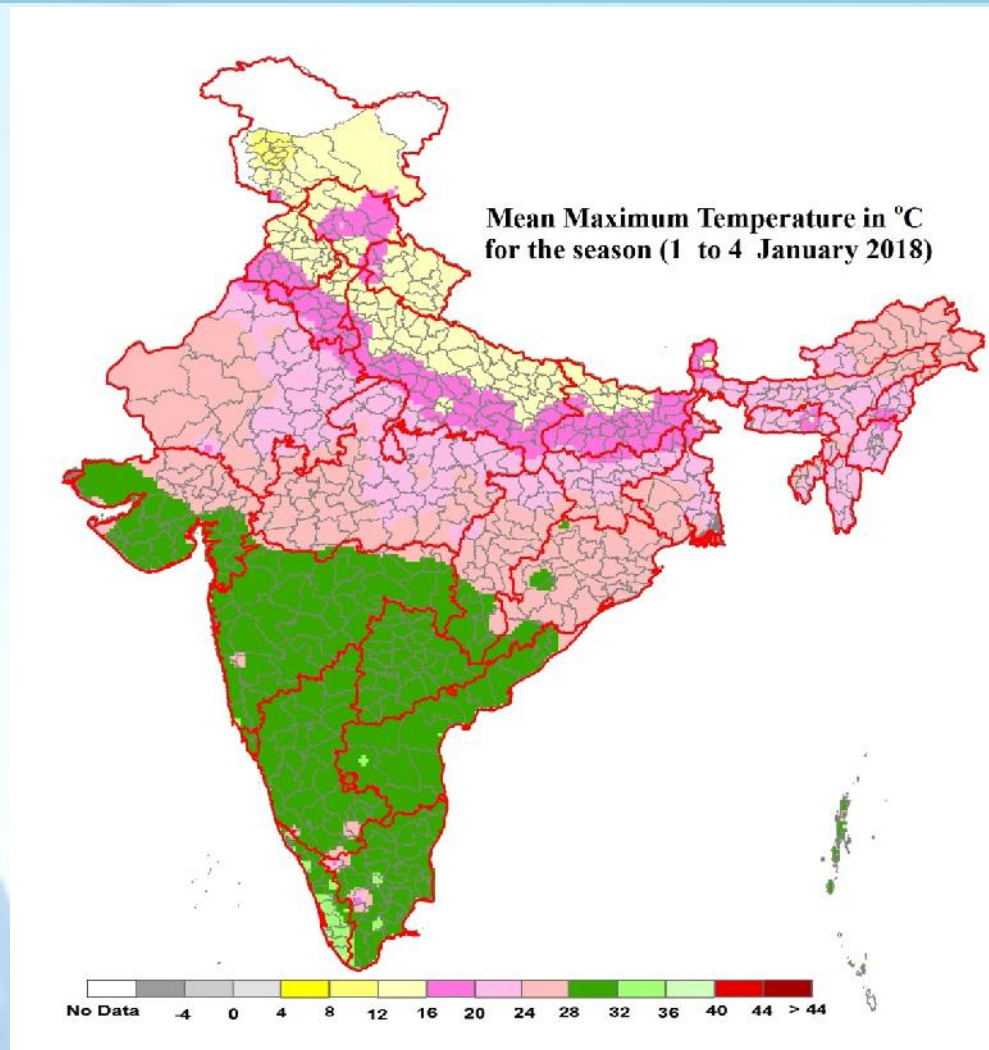 Mean Maximum Temperature in °C
for the season (1 to 4 January 2018)
No Data -4 0 4 8 12 16 20 24 28 32 36 40 44 > 44